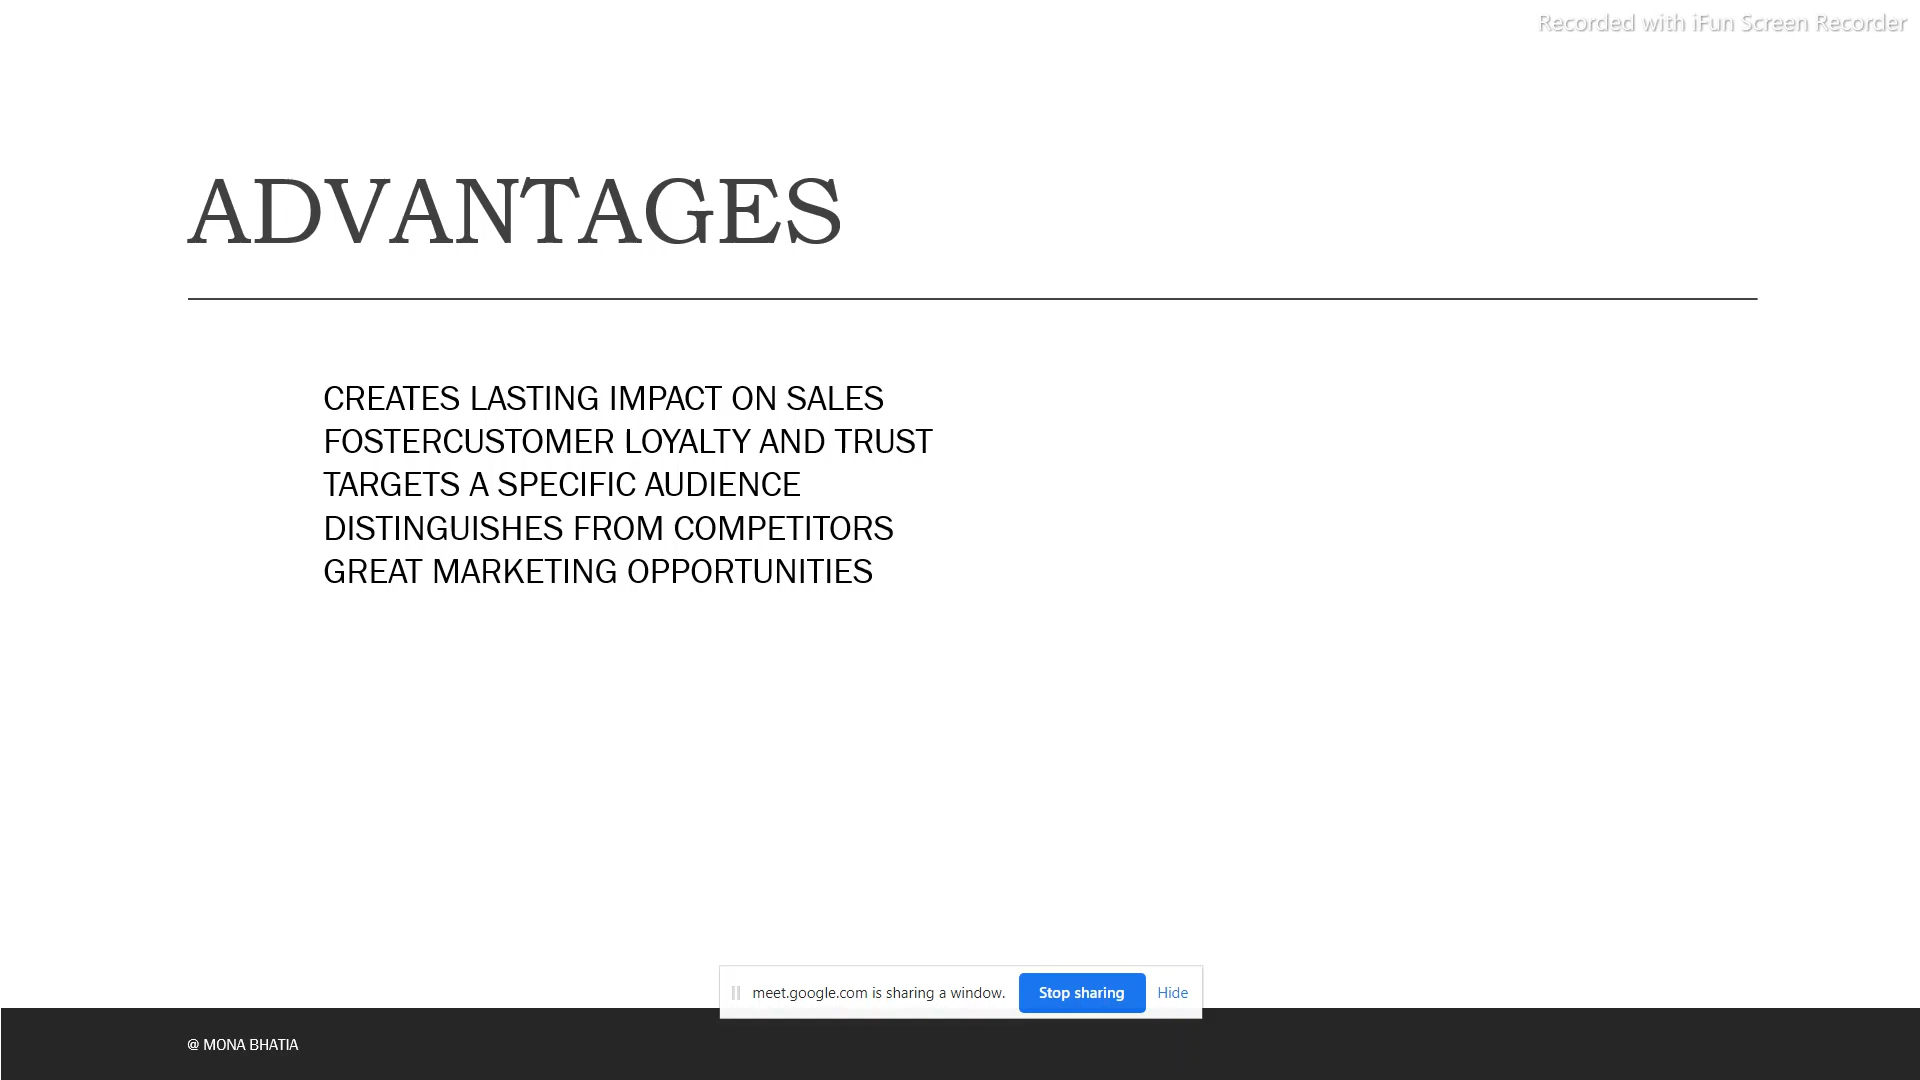 Recorded with iFun Screen Recorder
ADVANTAGES
CREATES LASTING IMPACT ON SALES
FOSTERCUSTOMER LOYALTY AND TRUST
TARGETS A SPECIFIC AUDIENCE
DISTINGUISHES FROM COMPETITORS
GREAT MARKETING OPPORTUNITIES
meet.google.com is sharing a window. Stop sharing Hide
@ MONA BHATIA